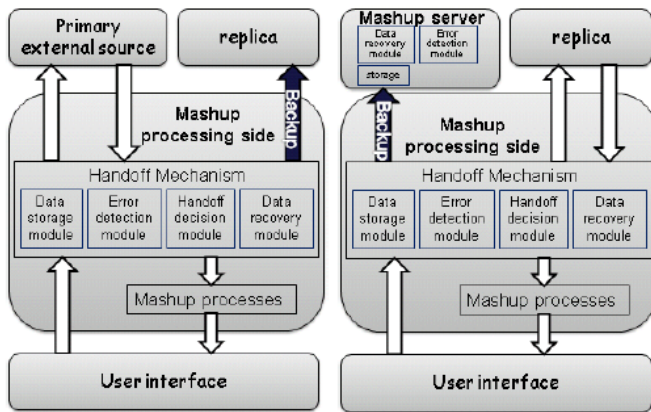 Primary
external source
replica
Backup
Mashup
processing side
Handoff Mechanism
Data
storage
module
Error
detection
module
Handoff
decision
module
Data
recovery
module
Mashup processes
User interface
Mashup server
Data
recovery
module
Error
detection
module
storage
replica
Backup
Mashup
processing side
Handoff Mechanism
Data
storage
module
Error
detection
module
Handoff
decision
module
Data
recovery
module
Mashup processes
User interface